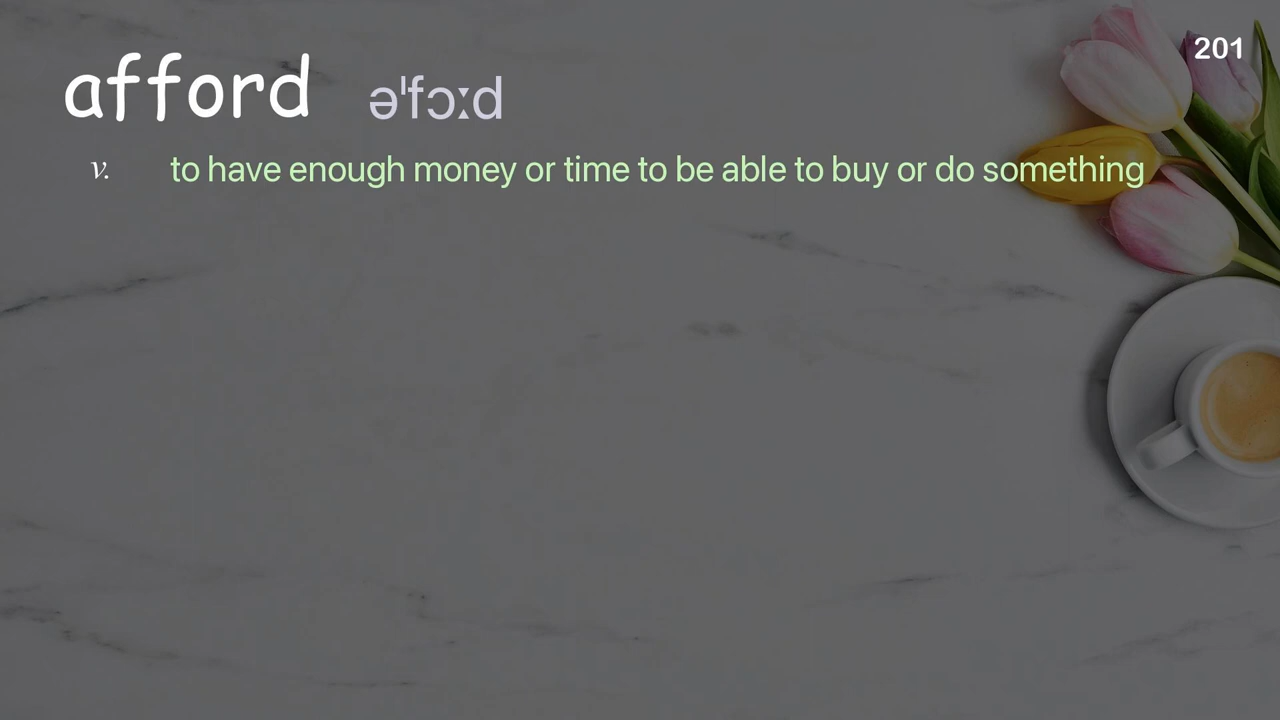 201
afford əˈfɔːd
v. to have enough money or time to be able to buy or do something